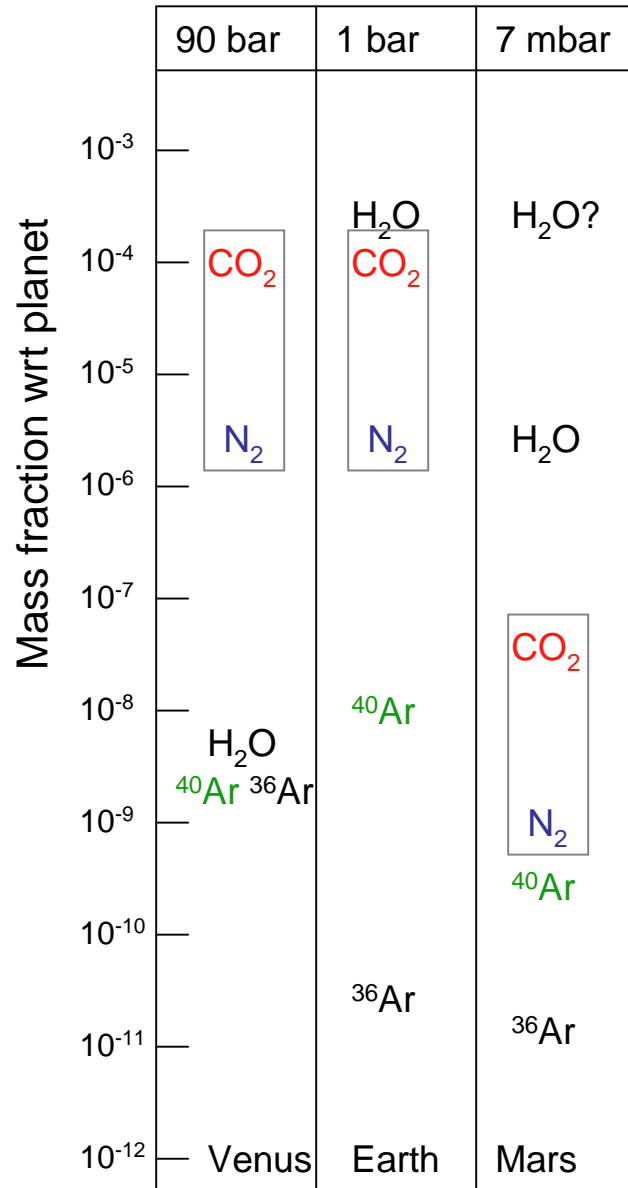 90 bar 1 bar 7 mbar
Mass fraction wrt planet
10⁻³
H₂O H₂O?
10⁻⁴ CO₂ CO₂
10⁻⁵
N₂ N₂ H₂O
10⁻⁶
10⁻⁷
CO₂
10⁻⁸ ⁴⁰Ar
H₂O
⁴⁰Ar ³⁶Ar
10⁻⁹ N₂
⁴⁰Ar
10⁻¹⁰
³⁶Ar
10⁻¹¹ ³⁶Ar
10⁻¹² Venus Earth Mars